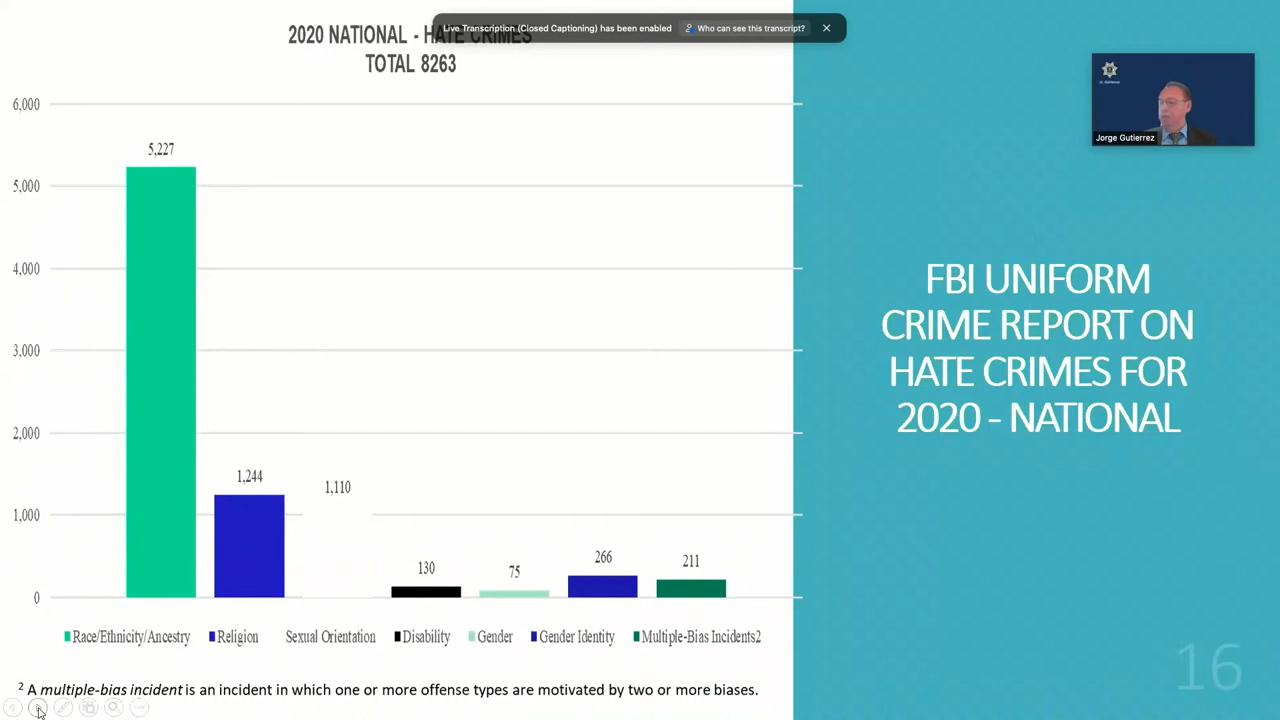 Live Transcription (Closed Captioning) has been enabled
Who can see this transcript?
2020 NATIONAL - HATE CRIMES
TOTAL 8263
6,000
5,000
4,000
3,000
2,000
1,000
0
5,227
1,244
1,110
130
75
266
211
Race/Ethnicity/Ancestry Religion Sexual Orientation Disability Gender Gender Identity Multiple-Bias Incidents2
2 A multiple-bias incident is an incident in which one or more offense types are motivated by two or more biases.
Jorge Gutierrez
FBI UNIFORM
CRIME REPORT ON
HATE CRIMES FOR
2020 - NATIONAL
16